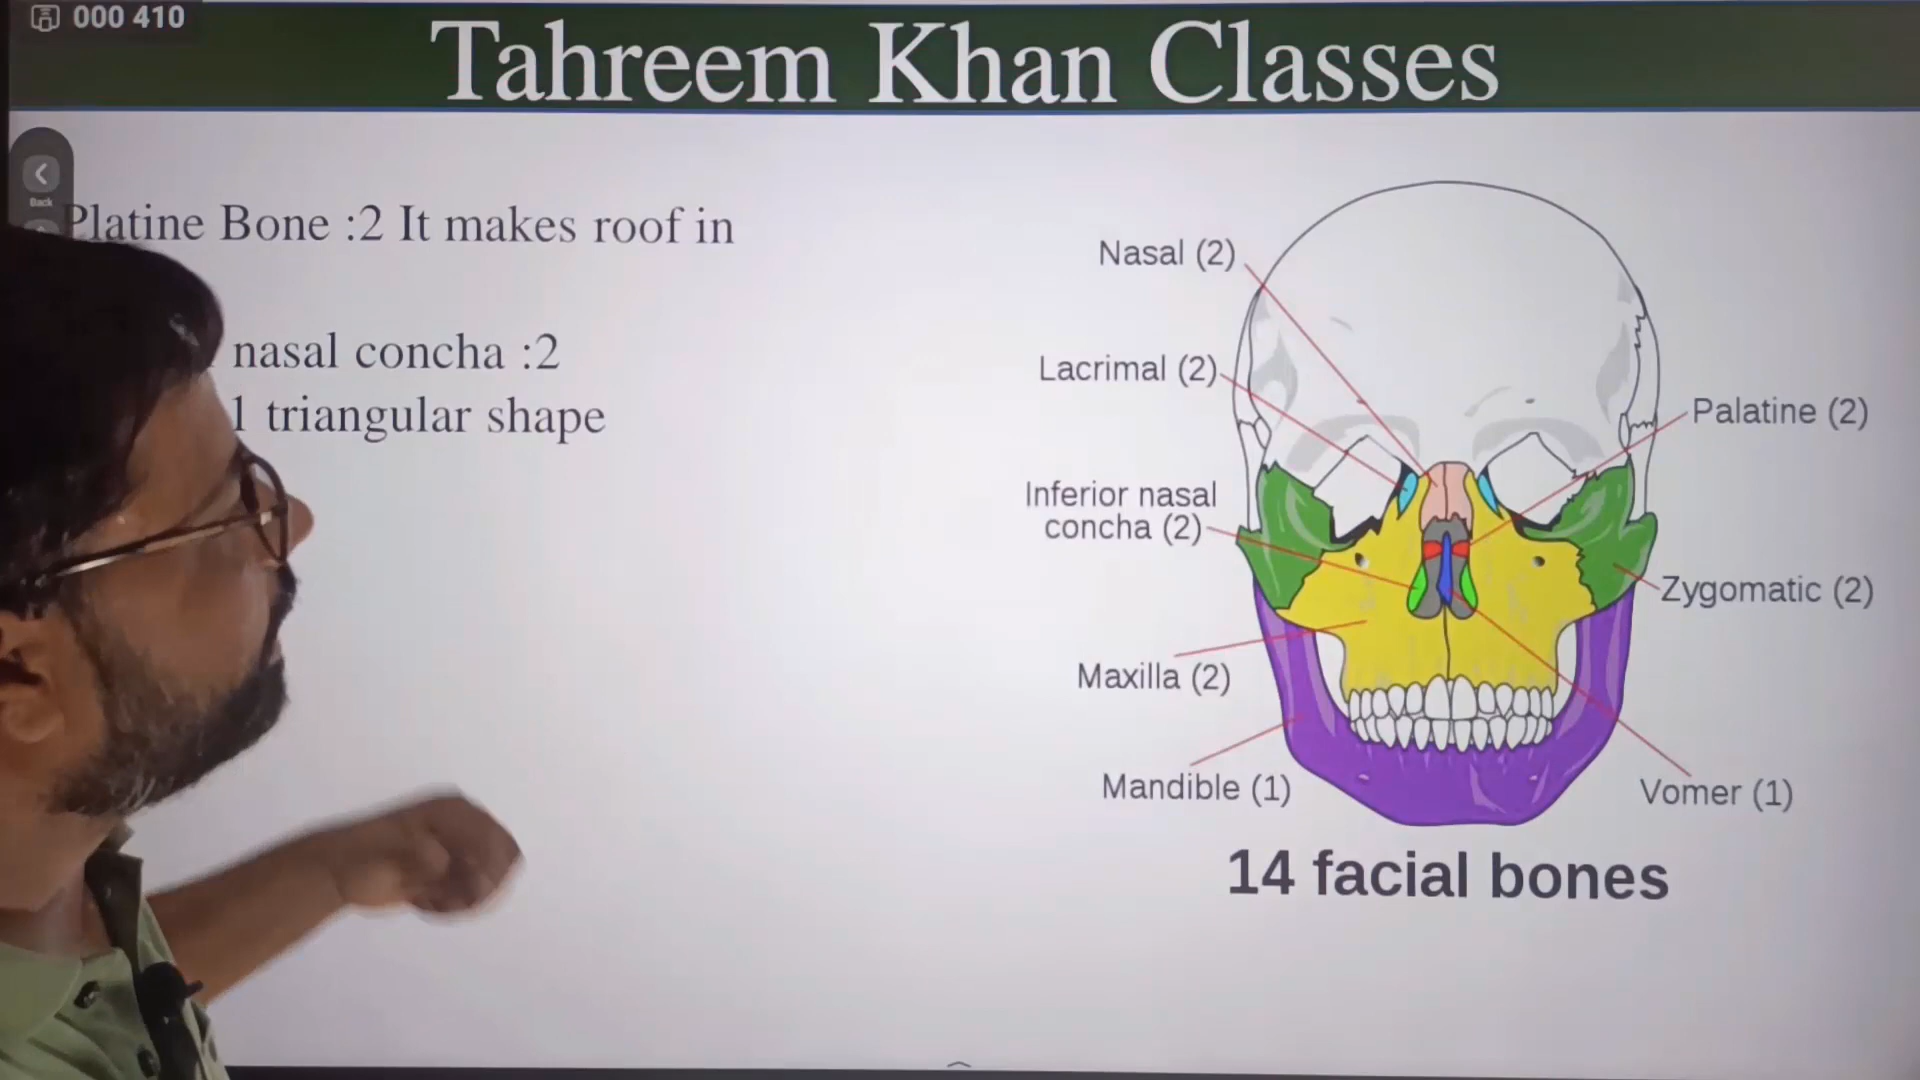 000 410
Tahreem Khan Classes
Back
Platine Bone :2 It makes roof in
nasal concha :2
1 triangular shape
Nasal (2)
Lacrimal (2)
Palatine (2)
Inferior nasal
concha (2)
Zygomatic (2)
Maxilla (2)
Mandible (1)
Vomer (1)
14 facial bones